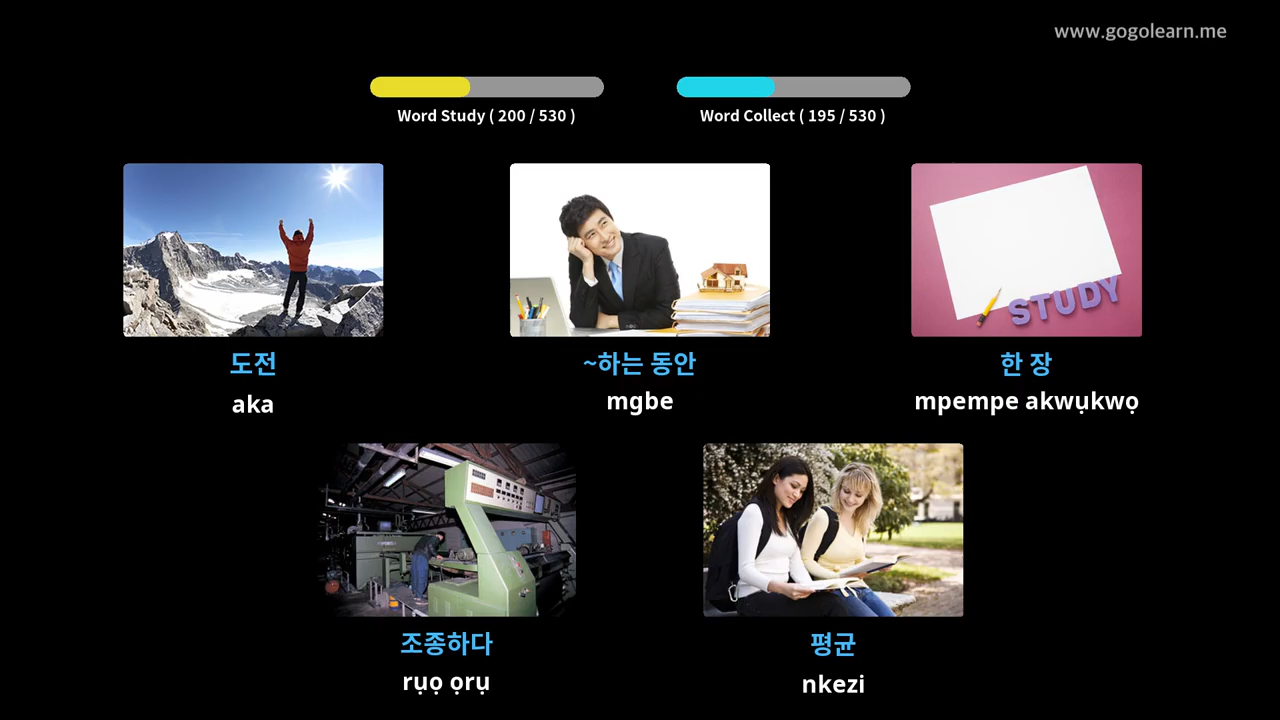 www.gogolearn.me
Word Study ( 200 / 530 )
Word Collect ( 195 / 530 )
STUDY
도전
aka
~하는 동안
mgbe
한 장
mpempe akwụkwọ
조종하다
rụọ ọrụ
평균
nkezi